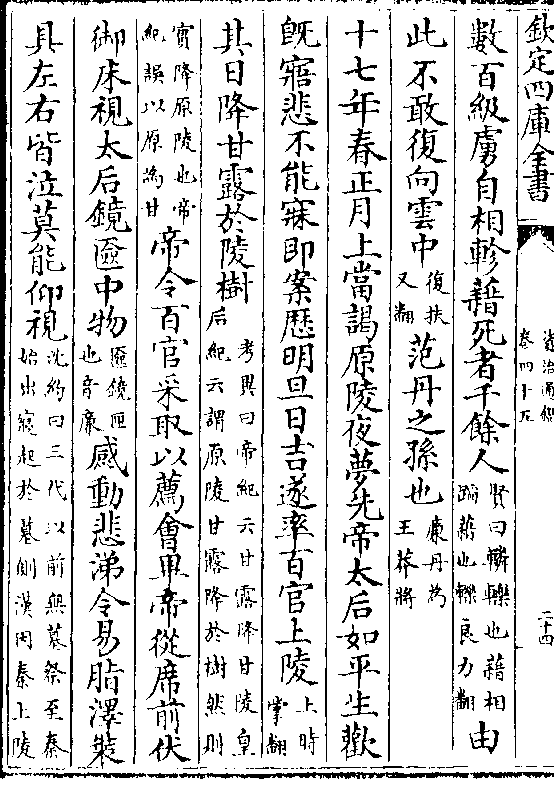 欽定四庫全書
資治通鑑
卷四十五
二十四
數百級虜自相轔藉死者千餘人賢曰轔轢也藉相
蹈藉也轢良力翻由
此不敢復向雲中復扶
又翻范丹之孫也廉丹為
王莽將
十七年春正月上當謁原陵夜夢先帝太后如平生歡
旣寤悲不能寐即案歴明旦日吉遂率百官上陵上時
掌翻
其日降甘露於陵樹考異曰帝紀云甘露降甘陵皇
后紀云謂原陵甘露降於樹然則
實降原陵也帝
紀誤以原為甘帝令百官采取以薦會畢帝從席前伏
御牀視太后鏡匳中物匳鏡匣
也音廉感動悲涕令易脂澤裝
具左右皆泣莫能仰視沈約曰三代以前無墓祭至秦
始出寢起於墓側漢因秦上陵